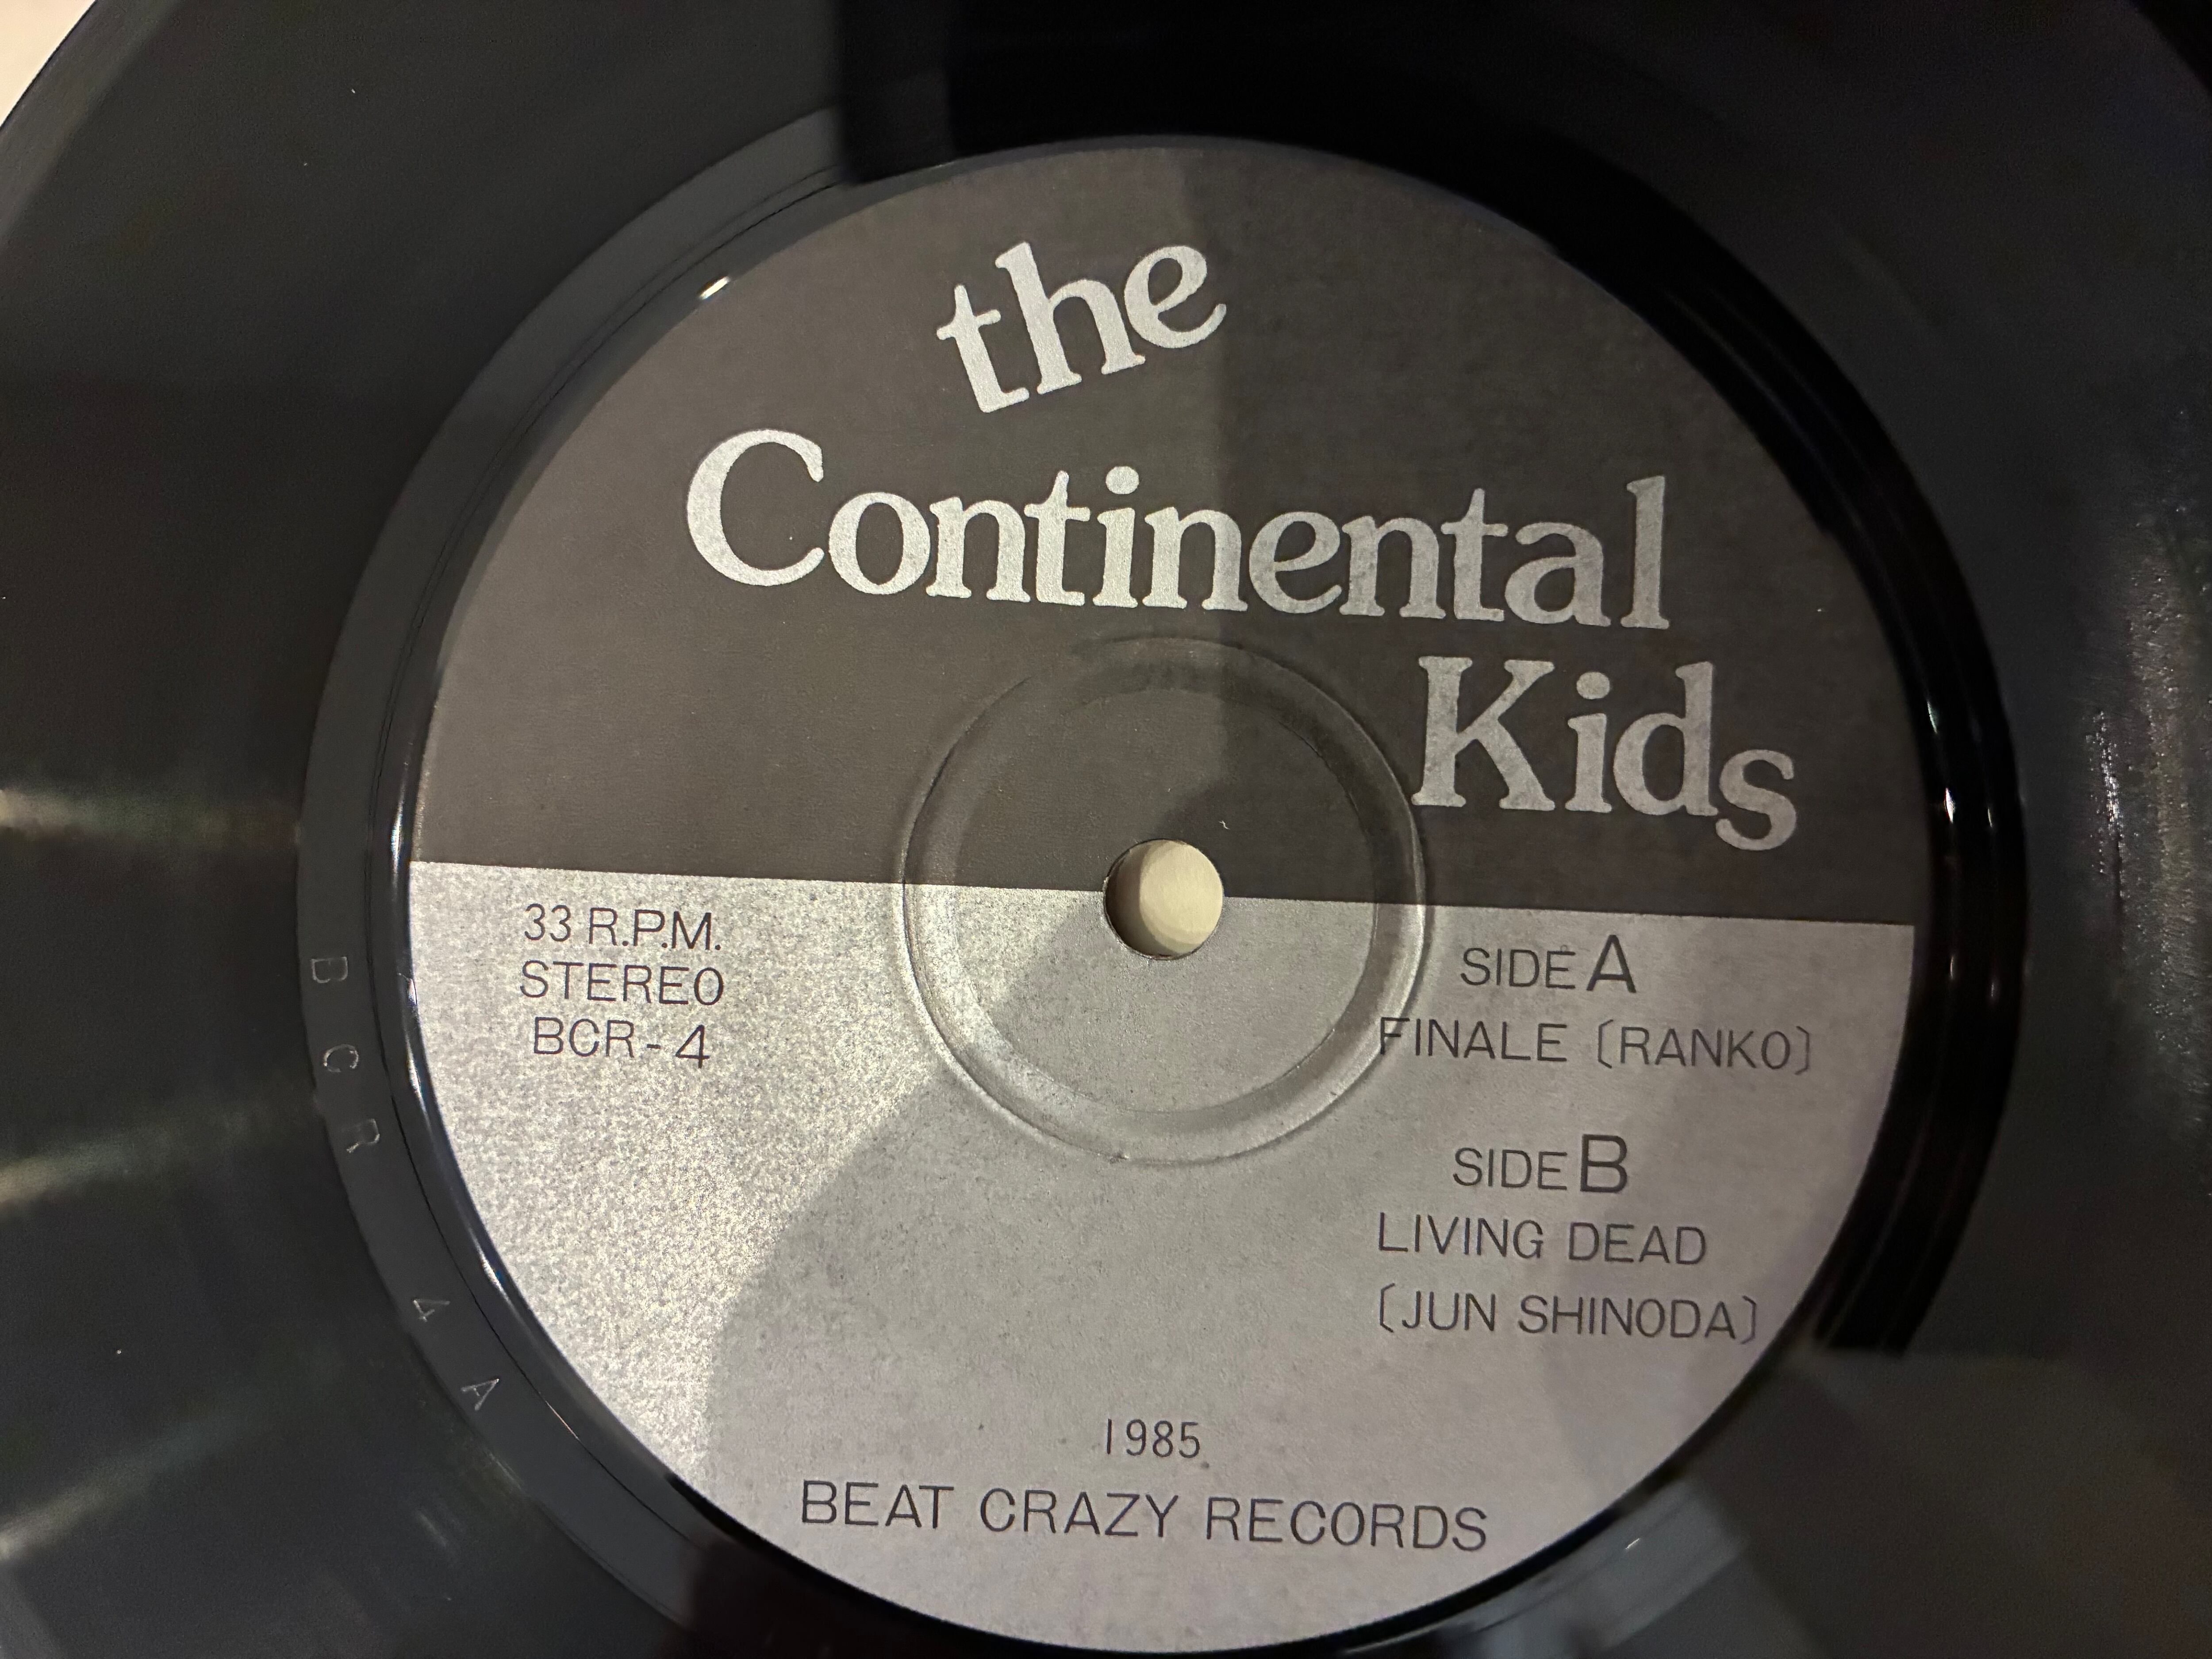 the
Continental
Kids
33 R.P.M.
STEREO
BCR-4
SIDE A
FINALE (RANKO)
SIDE B
LIVING DEAD
(JUN SHINODA)
1985
BEAT CRAZY RECORDS
BCR 4 A